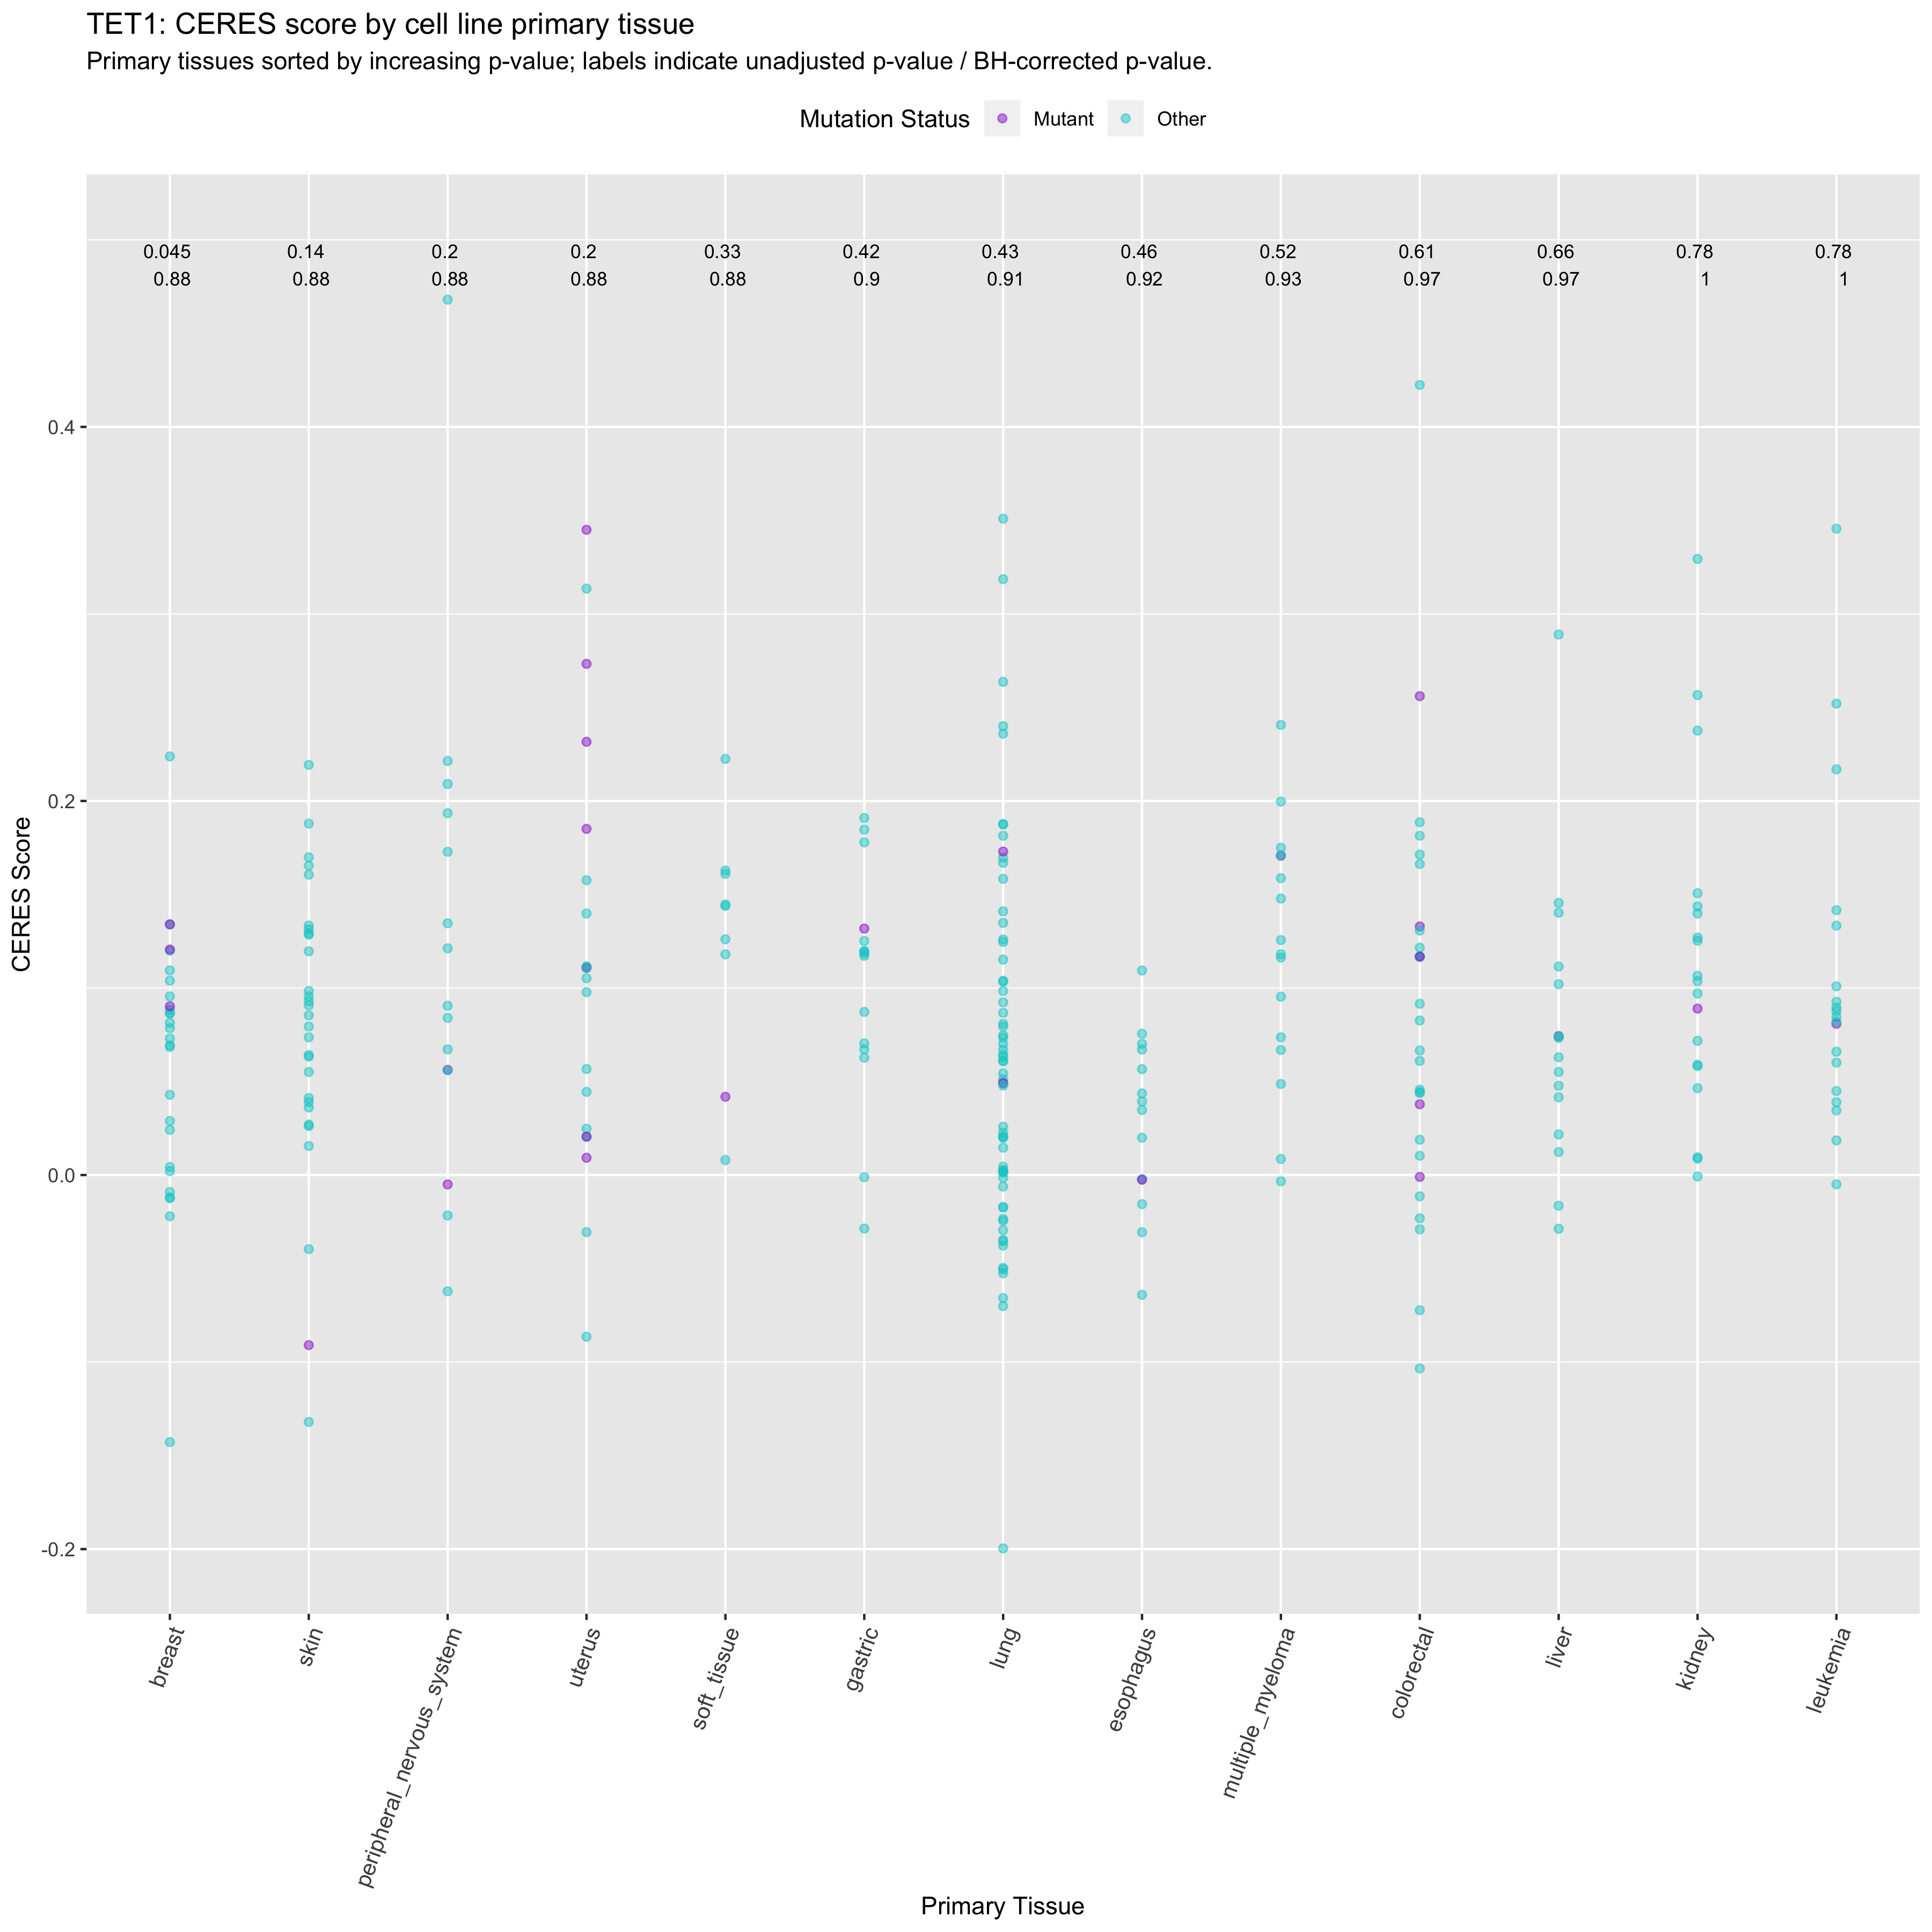 TET1: CERES score by cell line primary tissue
Primary tissues sorted by increasing p-value; labels indicate unadjusted p-value / BH-corrected p-value.
Mutation Status Mutant Other
0.045 0.14 0.2 0.2 0.33 0.42 0.43 0.46 0.52 0.61 0.66 0.78 0.78
0.88 0.88 0.88 0.88 0.88 0.9 0.91 0.92 0.93 0.97 0.97 1 1
0.4
0.2
0.0
-0.2
CERES Score
breast
skin
peripheral_nervous_system
uterus
soft_tissue
gastric
lung
esophagus
multiple_myeloma
colorectal
liver
kidney
leukemia
Primary Tissue